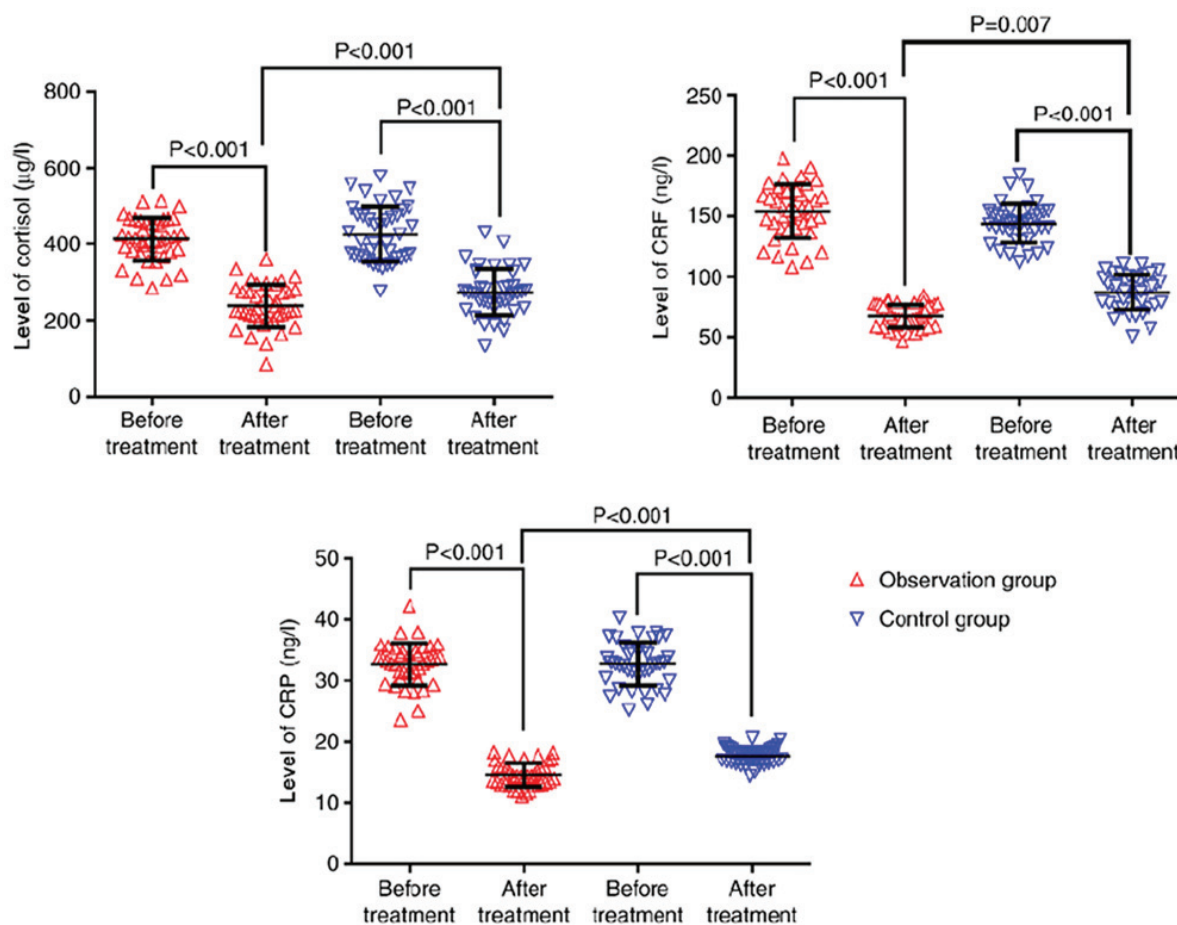 P<0.001
P<0.001
P<0.001
800
600
400
200
0
Level of cortisol (µg/l)
Before
treatment
After
treatment
Before
treatment
After
treatment
P=0.007
P<0.001
P<0.001
250
200
150
100
50
0
Level of CRF (ng/l)
Before
treatment
After
treatment
Before
treatment
After
treatment
P<0.001
P<0.001
P<0.001
50
40
30
20
10
0
Level of CRP (ng/l)
Before
treatment
After
treatment
Before
treatment
After
treatment
Observation group
Control group